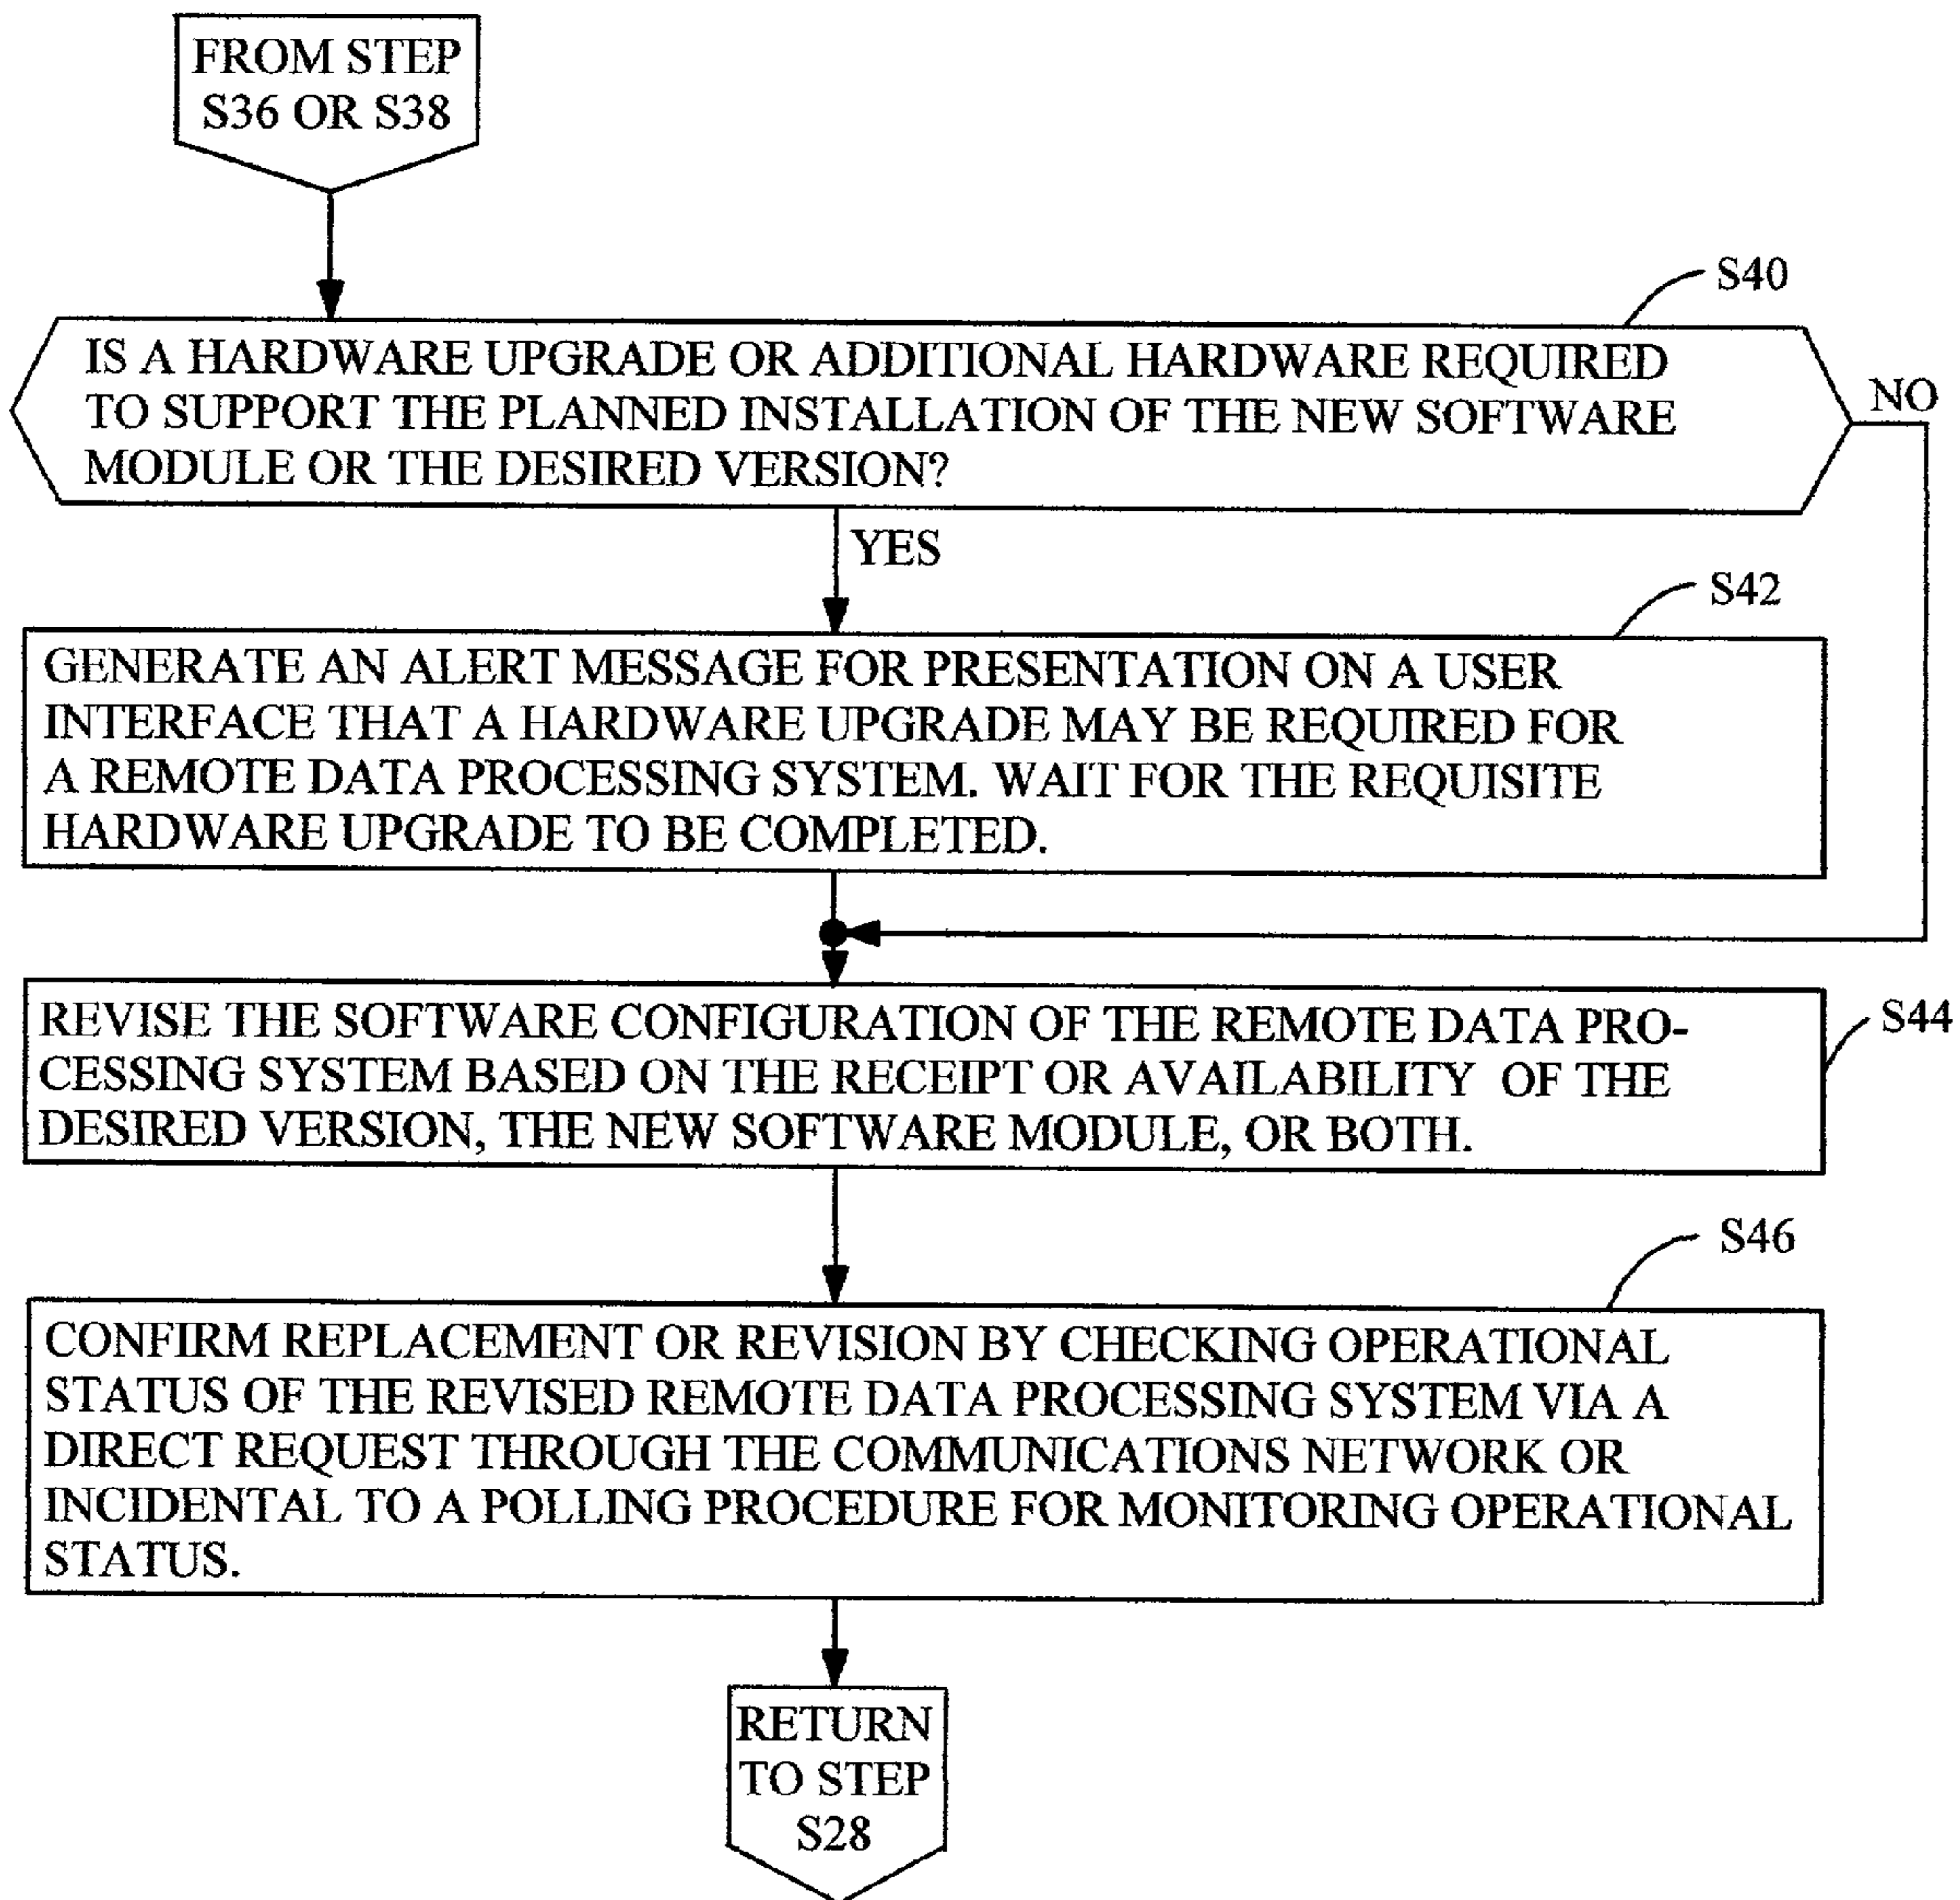 FROM STEP
S36 OR S38
S40
IS A HARDWARE UPGRADE OR ADDITIONAL HARDWARE REQUIRED
TO SUPPORT THE PLANNED INSTALLATION OF THE NEW SOFTWARE
MODULE OR THE DESIRED VERSION?
NO
YES
S42
GENERATE AN ALERT MESSAGE FOR PRESENTATION ON A USER
INTERFACE THAT A HARDWARE UPGRADE MAY BE REQUIRED FOR
A REMOTE DATA PROCESSING SYSTEM. WAIT FOR THE REQUISITE
HARDWARE UPGRADE TO BE COMPLETED.
REVISE THE SOFTWARE CONFIGURATION OF THE REMOTE DATA PRO-
CESSING SYSTEM BASED ON THE RECEIPT OR AVAILABILITY OF THE
DESIRED VERSION, THE NEW SOFTWARE MODULE, OR BOTH.
S44
S46
CONFIRM REPLACEMENT OR REVISION BY CHECKING OPERATIONAL
STATUS OF THE REVISED REMOTE DATA PROCESSING SYSTEM VIA A
DIRECT REQUEST THROUGH THE COMMUNICATIONS NETWORK OR
INCIDENTAL TO A POLLING PROCEDURE FOR MONITORING OPERATIONAL
STATUS.
RETURN
TO STEP
S28